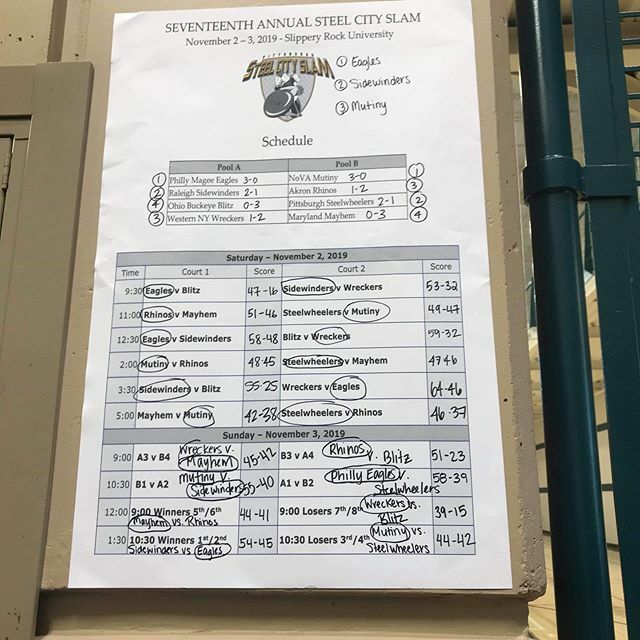 SEVENTEENTH ANNUAL STEEL CITY SLAM
November 2 – 3, 2019 - Slippery Rock University
PITTSBURGH
STEEL CITY SLAM
① Eagles
② Sidewinders
③ Mutiny
Schedule
Pool A Pool B
① Philly Magee Eagles 3-0 NoVA Mutiny 3-0 ①
② Raleigh Sidewinders 2-1 Akron Rhinos 1-2 ③
④ Ohio Buckeye Blitz 0-3 Pittsburgh Steelwheelers 2-1 ②
③ Western NY Wreckers 1-2 Maryland Mayhem 0-3 ④
Saturday – November 2, 2019
Time Court 1 Score Court 2 Score
9:30 Eagles v Blitz 47-16 Sidewinders v Wreckers 53-32
11:00 Rhinos v Mayhem 51-46 Steelwheelers v Mutiny 49-47
12:30 Eagles v Sidewinders 58-48 Blitz v Wreckers 59-32
2:00 Mutiny v Rhinos 48-45 Steelwheelers v Mayhem 47-46
3:30 Sidewinders v Blitz 55-25 Wreckers v Eagles 64-46
5:00 Mayhem v Mutiny 42-38 Steelwheelers v Rhinos 46-37
Sunday – November 3, 2019
9:00 A3 v B4 Wreckers v. Mayhem 45-42 B3 v A4 Rhinos v. Blitz 51-23
10:30 B1 v A2 Mutiny v. Sidewinders 55-40 A1 v B2 Philly Eagles v. Steelwheelers 58-39
12:00 9:00 Winners 5th/6th 44-41 9:00 Losers 7th/8th Wreckers vs. Blitz 39-15
Mayhem vs. Rhinos
1:30 10:30 Winners 1st/2nd 54-45 10:30 Losers 3rd/4th Mutiny vs. Steelwheelers 44-42
Sidewinders vs Eagles